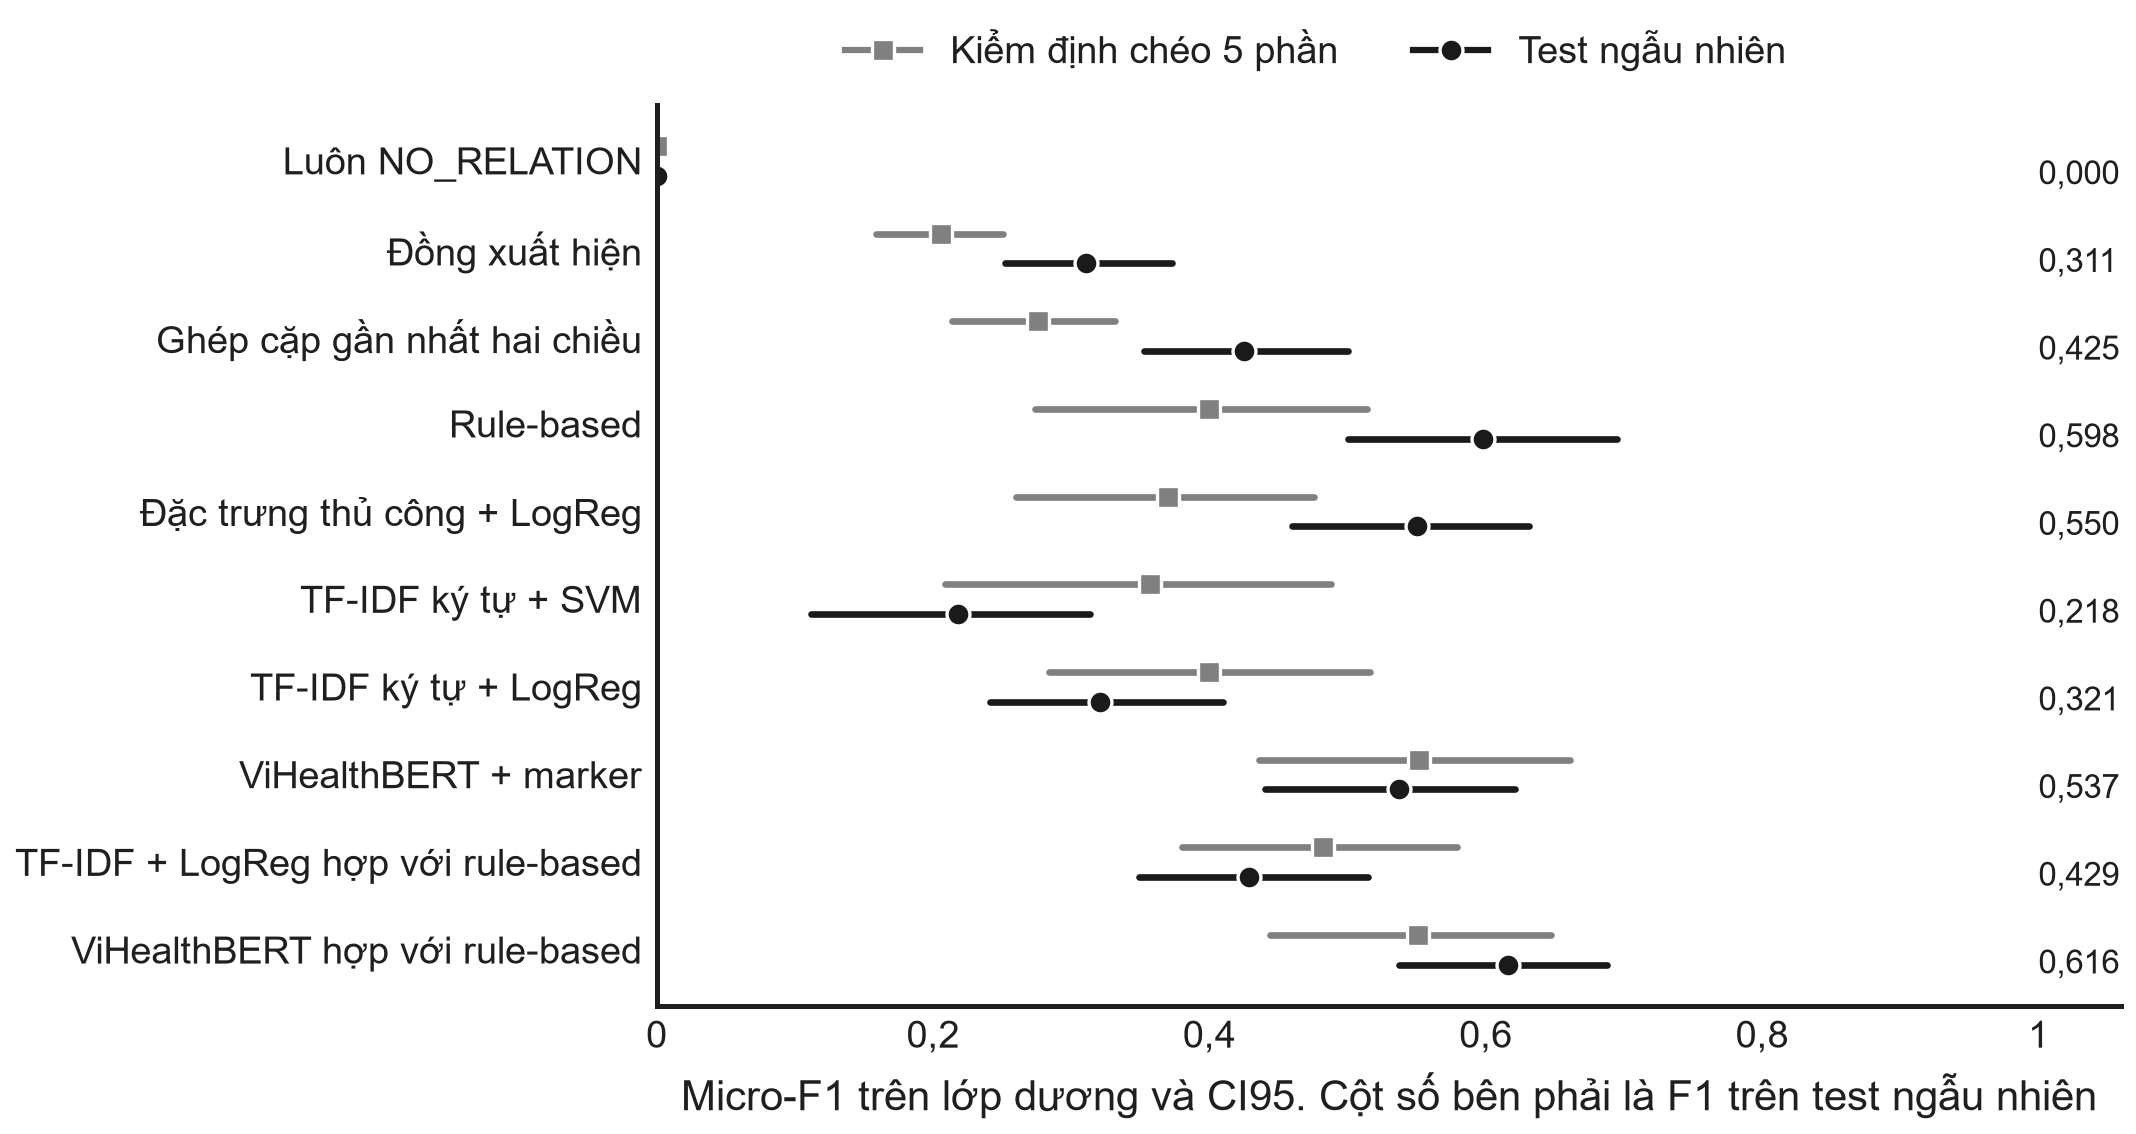 Kiểm định chéo 5 phần
Test ngẫu nhiên
Luôn NO_RELATION
0,000
Đồng xuất hiện
0,311
Ghép cặp gần nhất hai chiều
0,425
Rule-based
0,598
Đặc trưng thủ công + LogReg
0,550
TF-IDF ký tự + SVM
0,218
TF-IDF ký tự + LogReg
0,321
ViHealthBERT + marker
0,537
TF-IDF + LogReg hợp với rule-based
0,429
ViHealthBERT hợp với rule-based
0,616
0 0,2 0,4 0,6 0,8 1
Micro-F1 trên lớp dương và CI95. Cột số bên phải là F1 trên test ngẫu nhiên